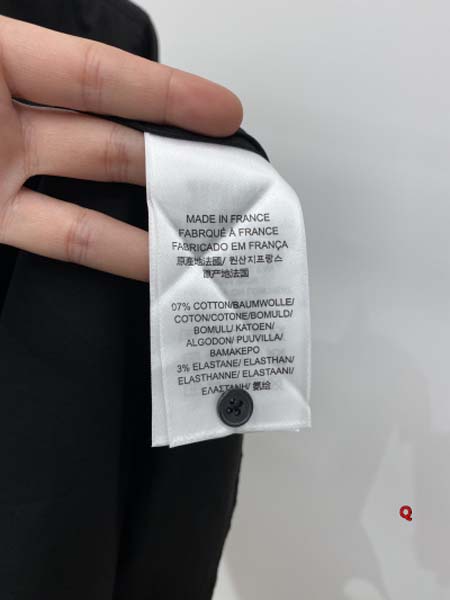 MADE IN FRANCE
FABRIQUÉ À FRANCE
FABRICADO EM FRANÇA
原產地法國/ 원산지프랑스
原产地法国
07% COTTON/BAUMWOLLE/
COTON/COTONE/BOMULD/
BOMULL/ KATOEN/
ALGODON/ PUUVILLA/
BAMAKEPO
3% ELASTANE/ ELASTHAN/
ELASTHANNE/ ELASTAANI/
ΕΛΑΣΤΑΝΗ/ 氨纶
Q